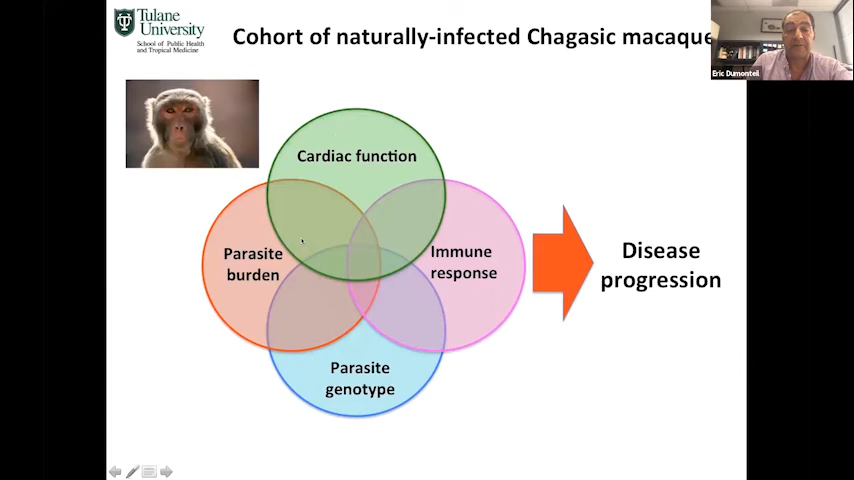 Tulane
University
School of Public Health
and Tropical Medicine
Cohort of naturally-infected Chagasic macaque
Eric Dumonteil
Cardiac function
Parasite
burden
Immune
response
Parasite
genotype
Disease
progression